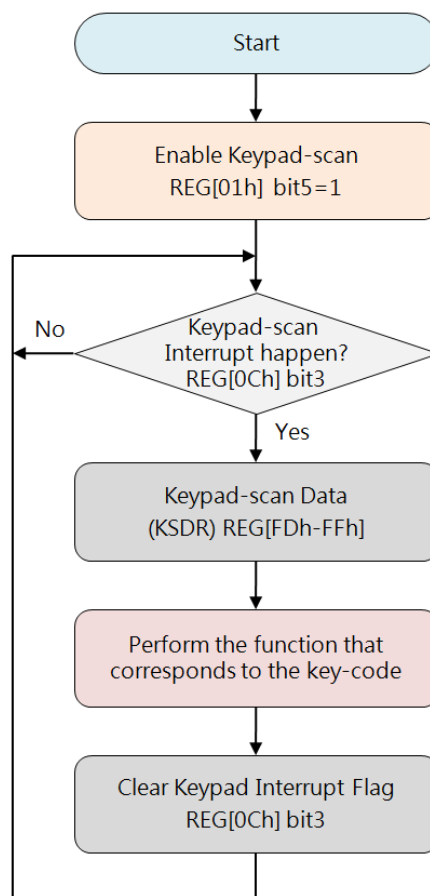 Start
Enable Keypad-scan
REG[01h] bit5=1
Keypad-scan
Interrupt happen?
REG[0Ch] bit3
No
Yes
Keypad-scan Data
(KSDR) REG[FDh-FFh]
Perform the function that
corresponds to the key-code
Clear Keypad Interrupt Flag
REG[0Ch] bit3